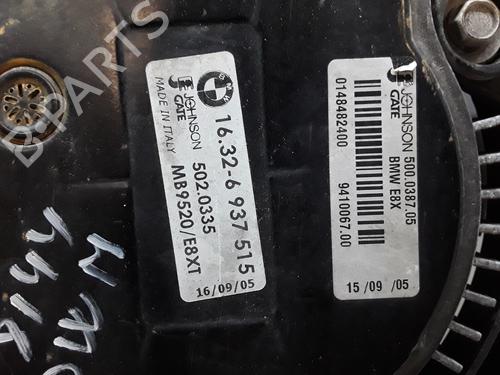 B-PARTS
BMW
16.32-6 937 515
JOHNSON
GATE
502.0335
MADE IN ITALY
MB9520/E8XT
16/09/05
JOHNSON
GATE
500.0387.05
BMW E8X
0148482400
9410067.00
15/09 /05